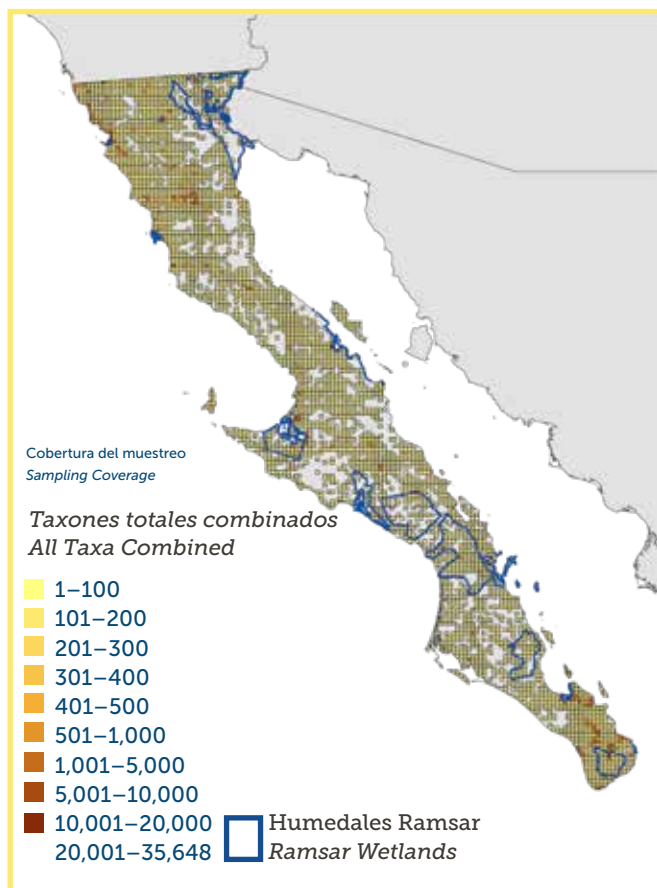 Cobertura del muestreo
Sampling Coverage
Taxones totales combinados
All Taxa Combined
1–100
101–200
201–300
301–400
401–500
501–1,000
1,001–5,000
5,001–10,000
10,001–20,000
20,001–35,648
Humedales Ramsar
Ramsar Wetlands